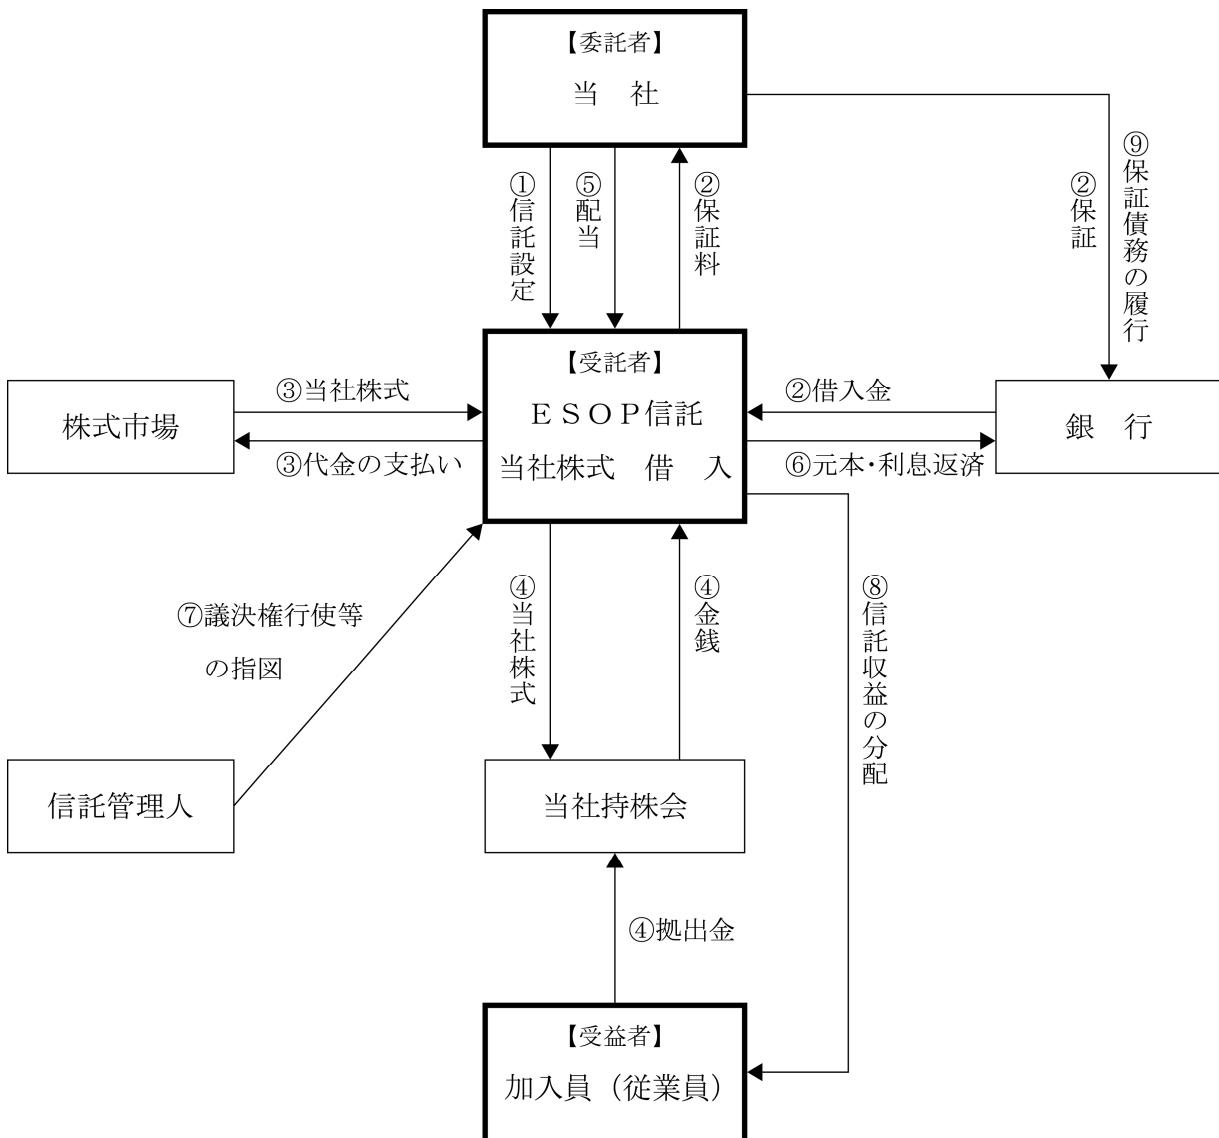 【委託者】
当　社
①信託設定
⑤配当
②保証料
②保証
⑨保証債務の履行
【受託者】
ＥＳＯＰ信託
当社株式　借　入
株式市場
③当社株式
③代金の支払い
②借入金
⑥元本・利息返済
銀　行
⑦議決権行使等
の指図
④当社株式
④金銭
⑧信託収益の分配
信託管理人
当社持株会
④拠出金
【受益者】
加入員（従業員）